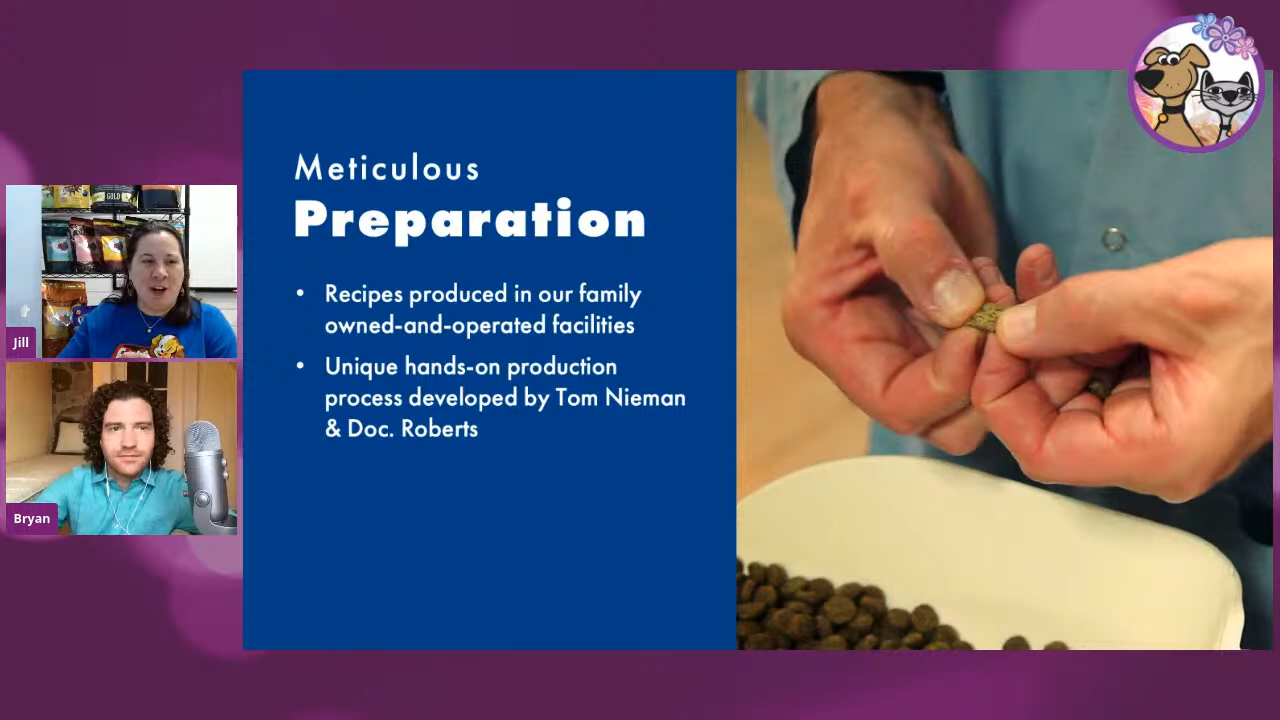 Meticulous
Preparation
• Recipes produced in our family
owned-and-operated facilities
• Unique hands-on production
process developed by Tom Nieman
& Doc. Roberts
GOLD
Jill
Bryan